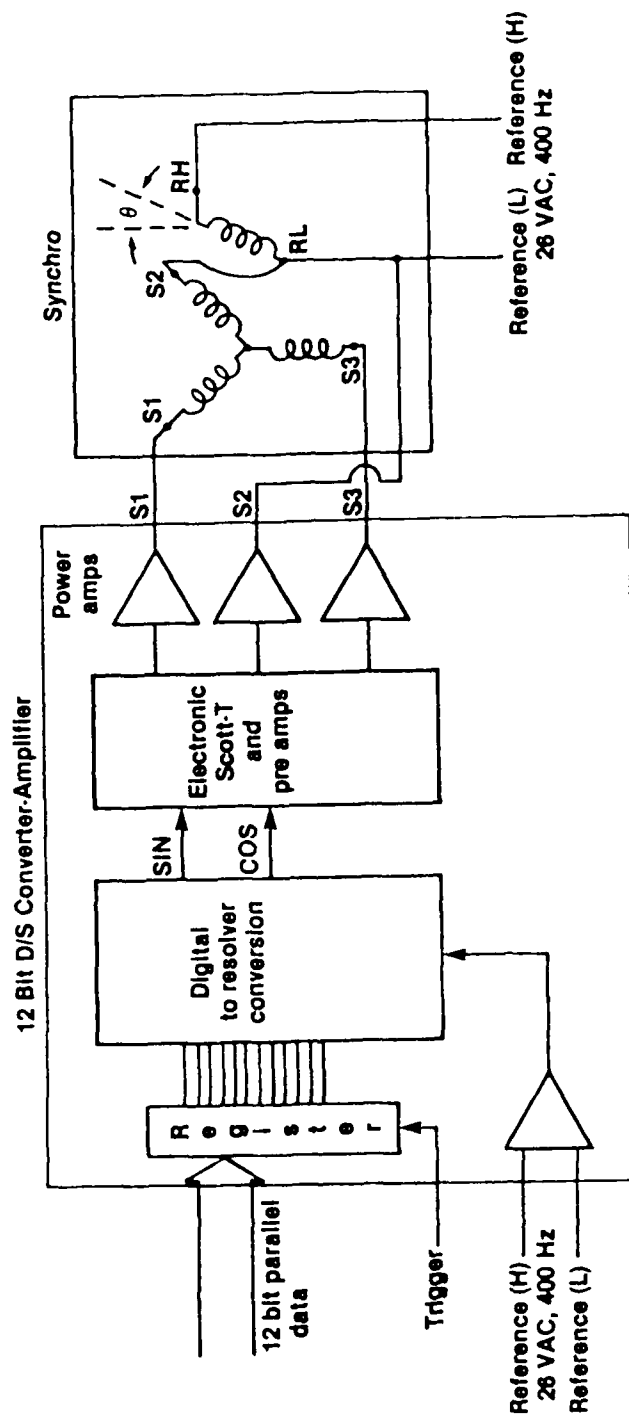 12 Bit D/S Converter-Amplifier
12 bit parallel
data
Trigger
Reference (H)
26 VAC, 400 Hz
Reference (L)
Register
Digital
to resolver
conversion
SIN
COS
Electronic
Scott-T
and
pre amps
Power
amps
S1
S2
S3
Synchro
S1
S2
S3
θ
RH
RL
Reference (L) Reference (H)
26 VAC, 400 Hz